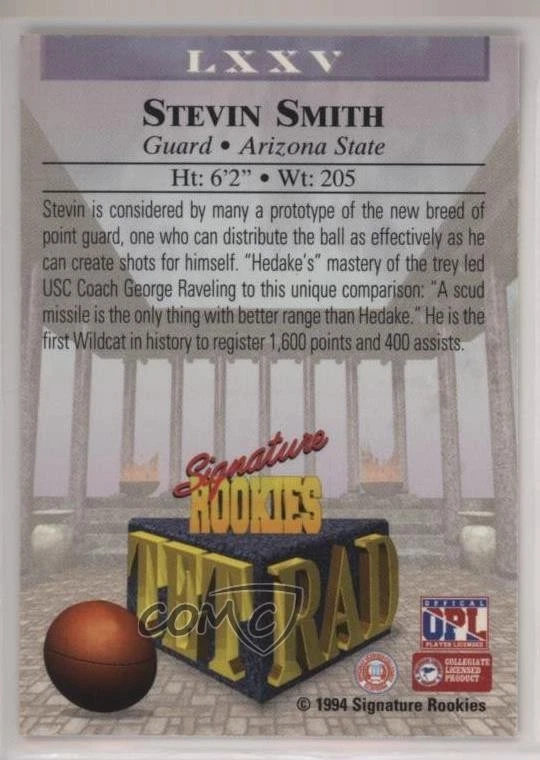 LXXV
STEVIN SMITH
Guard • Arizona State
Ht: 6'2" • Wt: 205
Stevin is considered by many a prototype of the new breed of
point guard, one who can distribute the ball as effectively as he
can create shots for himself. "Hedake's" mastery of the trey led
USC Coach George Raveling to this unique comparison: "A scud
missile is the only thing with better range than Hedake." He is the
first Wildcat in history to register 1,600 points and 400 assists.
Signature
ROOKIES
TETRAD
COMC
OFFICAL
OPL
PLAYER LICENSED
COLLEGIATE
LICENSED
PRODUCT
© 1994 Signature Rookies